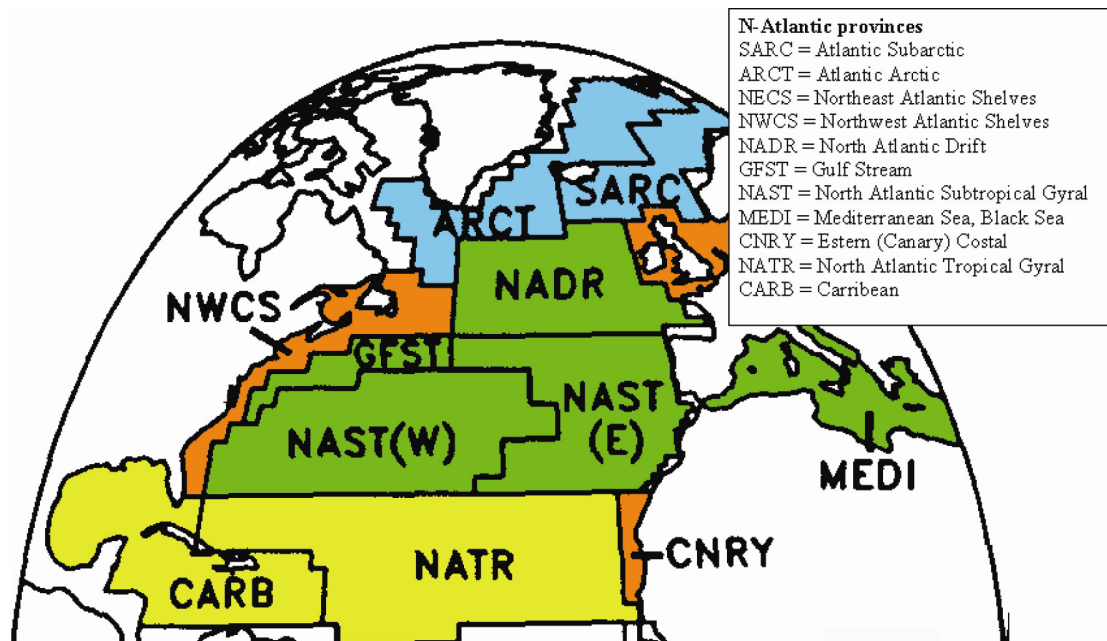 N-Atlantic provinces
SARC = Atlantic Subarctic
ARCT = Atlantic Arctic
NECS = Northeast Atlantic Shelves
NWCS = Northwest Atlantic Shelves
NADR = North Atlantic Drift
GFST = Gulf Stream
NAST = North Atlantic Subtropical Gyral
MEDI = Mediterranean Sea, Black Sea
CNRY = Estern (Canary) Costal
NATR = North Atlantic Tropical Gyral
CARB = Carribean
SARC
ARCT
NADR
NWCS
GFST
NAST
(E)
NAST(W)
MEDI
CNRY
NATR
CARB